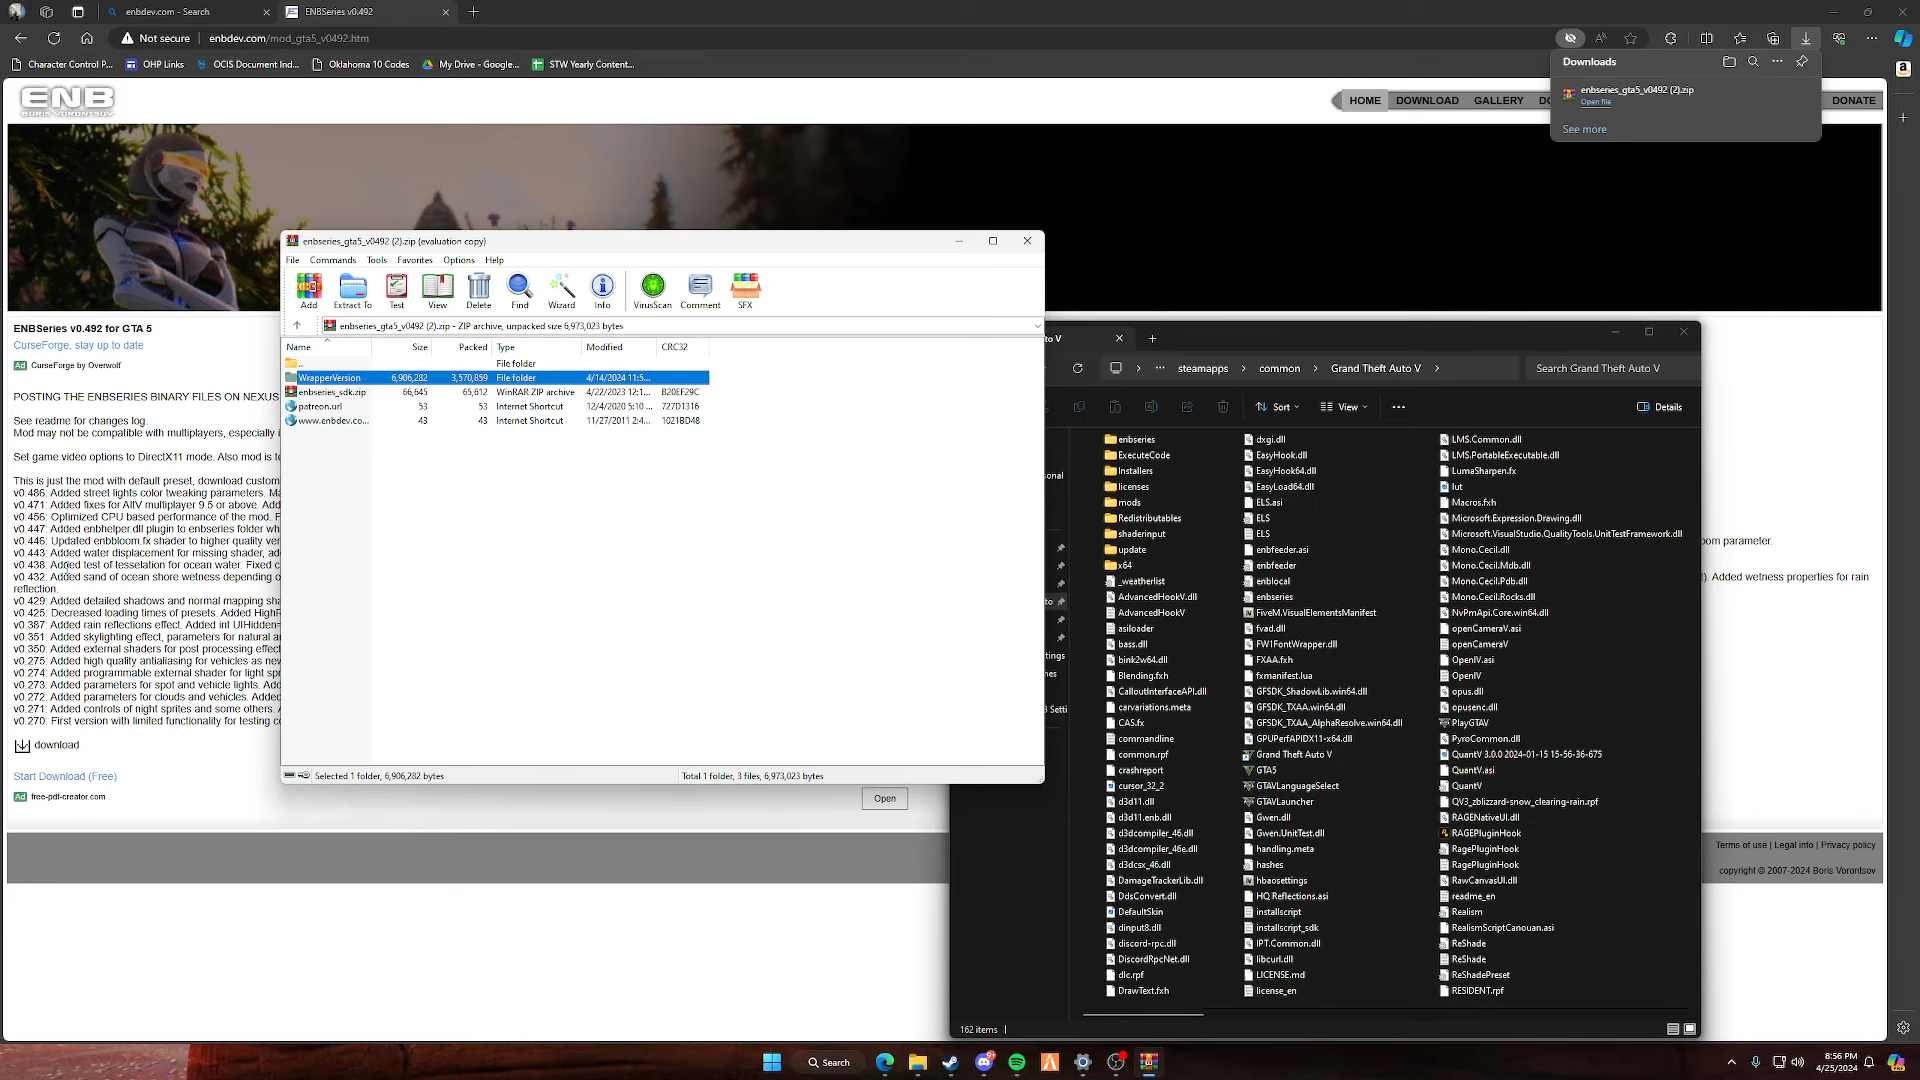 enbdev.com - Search
ENBSeries v0.492
Not secure
enbdev.com/mod_gta5_v0492.htm
Character Control P...
OHP Links
OCIS Document Ind...
Oklahoma 10 Codes
My Drive - Google...
STW Yearly Content...
Downloads
enbseries_gta5_v0492 (2).zip
Open file
See more
ENB
BORIS VORONTSOV
HOME
DOWNLOAD
GALLERY
DO
DONATE
ENBSeries v0.492 for GTA 5
CurseForge, stay up to date
Ad CurseForge by Overwolf
POSTING THE ENBSERIES BINARY FILES ON NEXUS
See readme for changes log.
Mod may not be compatible with multiplayers, especially i
Set game video options to DirectX11 mode. Also mod is te
This is just the mod with default preset, download custom
v0.486: Added street lights color tweaking parameters. Ma
v0.471: Added fixes for AltV multiplayer 9.5 or above. Add
v0.456: Optimized CPU based performance of the mod. F
v0.447: Added enbhelper.dll plugin to enbseries folder wh
v0.446: Updated enbbloom.fx shader to higher quality ver
oom parameter.
v0.443: Added water displacement for missing shader, ad
v0.438: Added test of tesselation for ocean water. Fixed c
v0.432: Added sand of ocean shore wetness depending o
). Added wetness properties for rain
reflection.
v0.429: Added detailed shadows and normal mapping sha
v0.425: Decreased loading times of presets. Added HighR
v0.387: Added rain reflections effect. Added int UIHidden=
v0.351: Added skylighting effect, parameters for natural a
v0.350: Added external shaders for post processing effect
v0.275: Added high quality antialiasing for vehicles as nev
v0.274: Added programmable external shader for light spr
v0.273: Added parameters for spot and vehicle lights. Add
v0.272: Added parameters for clouds and vehicles. Added
v0.271: Added controls of night sprites and some others. A
v0.270: First version with limited functionality for testing co
download
Start Download (Free)
Ad free-pdf-creator.com
Open
Terms of use | Legal info | Privacy policy
copyright © 2007-2024 Boris Vorontsov
enbseries_gta5_v0492 (2).zip (evaluation copy)
File Commands Tools Favorites Options Help
Add
Extract To
Test
View
Delete
Find
Wizard
Info
VirusScan
Comment
SFX
enbseries_gta5_v0492 (2).zip - ZIP archive, unpacked size 6,973,023 bytes
Name Size Packed Type Modified CRC32
.. File folder
WrapperVersion 6,906,282 3,570,859 File folder 4/14/2024 11:5...
enbseries_sdk.zip 66,645 65,612 WinRAR ZIP archive 4/22/2023 12:1... B20EF29C
patreon.url 53 53 Internet Shortcut 12/4/2020 5:10 ... 727D1316
www.enbdev.co... 43 43 Internet Shortcut 11/27/2011 2:4... 1021BD48
Selected 1 folder, 6,906,282 bytes
Total 1 folder, 3 files, 6,973,023 bytes
to V
steamapps
common
Grand Theft Auto V
Search Grand Theft Auto V
Sort
View
Details
onal
to
tings
nes
3 Setti
enbseries
ExecuteCode
Installers
licenses
mods
Redistributables
shaderinput
update
x64
_weatherlist
AdvancedHookV.dll
AdvancedHookV
asiloader
bass.dll
bink2w64.dll
Blending.fxh
CalloutInterfaceAPI.dll
carvariations.meta
CAS.fx
commandline
common.rpf
crashreport
cursor_32_2
d3d11.dll
d3d11.enb.dll
d3dcompiler_46.dll
d3dcompiler_46e.dll
d3dcsx_46.dll
DamageTrackerLib.dll
DdsConvert.dll
DefaultSkin
dinput8.dll
discord-rpc.dll
DiscordRpcNet.dll
dlc.rpf
DrawText.fxh
dxgi.dll
EasyHook.dll
EasyHook64.dll
EasyLoad64.dll
ELS.asi
ELS
ELS
enbfeeder.asi
enbfeeder
enblocal
enbseries
FiveM.VisualElementsManifest
fvad.dll
FW1FontWrapper.dll
FXAA.fxh
fxmanifest.lua
GFSDK_ShadowLib.win64.dll
GFSDK_TXAA.win64.dll
GFSDK_TXAA_AlphaResolve.win64.dll
GPUPerfAPIDX11-x64.dll
Grand Theft Auto V
GTA5
GTAVLanguageSelect
GTAVLauncher
Gwen.dll
Gwen.UnitTest.dll
handling.meta
hashes
hbaosettings
HQ Reflections.asi
installscript
installscript_sdk
IPT.Common.dll
libcurl.dll
LICENSE.md
license_en
LMS.Common.dll
LMS.PortableExecutable.dll
LumaSharpen.fx
lut
Macros.fxh
Microsoft.Expression.Drawing.dll
Microsoft.VisualStudio.QualityTools.UnitTestFramework.dll
Mono.Cecil.dll
Mono.Cecil.Mdb.dll
Mono.Cecil.Pdb.dll
Mono.Cecil.Rocks.dll
NvPmApi.Core.win64.dll
openCameraV.asi
openCameraV
OpenIV.asi
OpenIV
opus.dll
opusenc.dll
PlayGTAV
PyroCommon.dll
QuantV 3.0.0 2024-01-15 15-56-36-675
QuantV.asi
QuantV
QV3_zblizzard-snow_clearing-rain.rpf
RAGENativeUI.dll
RAGEPluginHook
RagePluginHook
RagePluginHook
RawCanvasUI.dll
readme_en
Realism
RealismScriptCanouan.asi
ReShade
ReShade
ReShadePreset
RESIDENT.rpf
162 items
Search
8:56 PM
4/25/2024